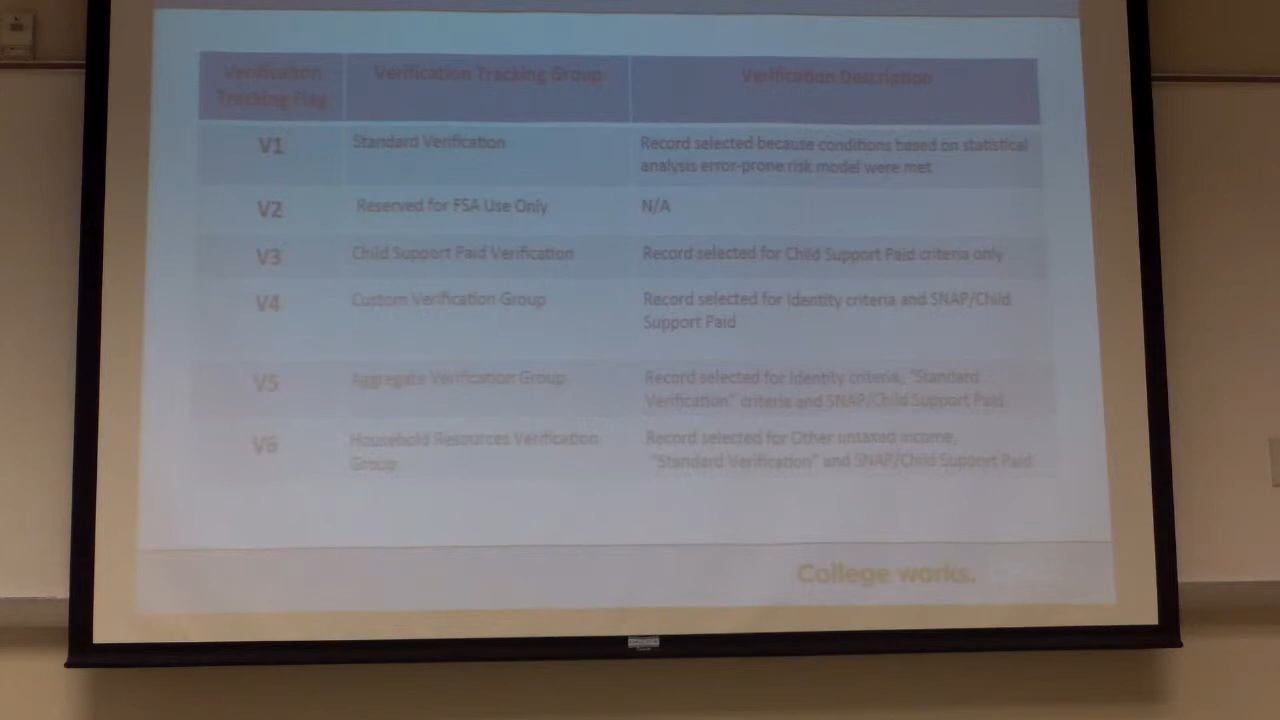 Verification Tracking Flag
Verification Tracking Group
Verification Description
V1
Standard Verification
Record selected because conditions based on statistical
analysis error-prone risk model were met
V2
Reserved for FSA Use Only
N/A
V3
Child Support Paid Verification
Record selected for Child Support Paid criteria only
V4
Custom Verification Group
Record selected for Identity criteria and SNAP/Child
Support Paid
V5
Aggregate Verification Group
Record selected for Identity criteria, "Standard
Verification" criteria and SNAP/Child Support Paid
V6
Household Resources Verification
Group
Record selected for Other untaxed income,
"Standard Verification" and SNAP/Child Support Paid
College works.